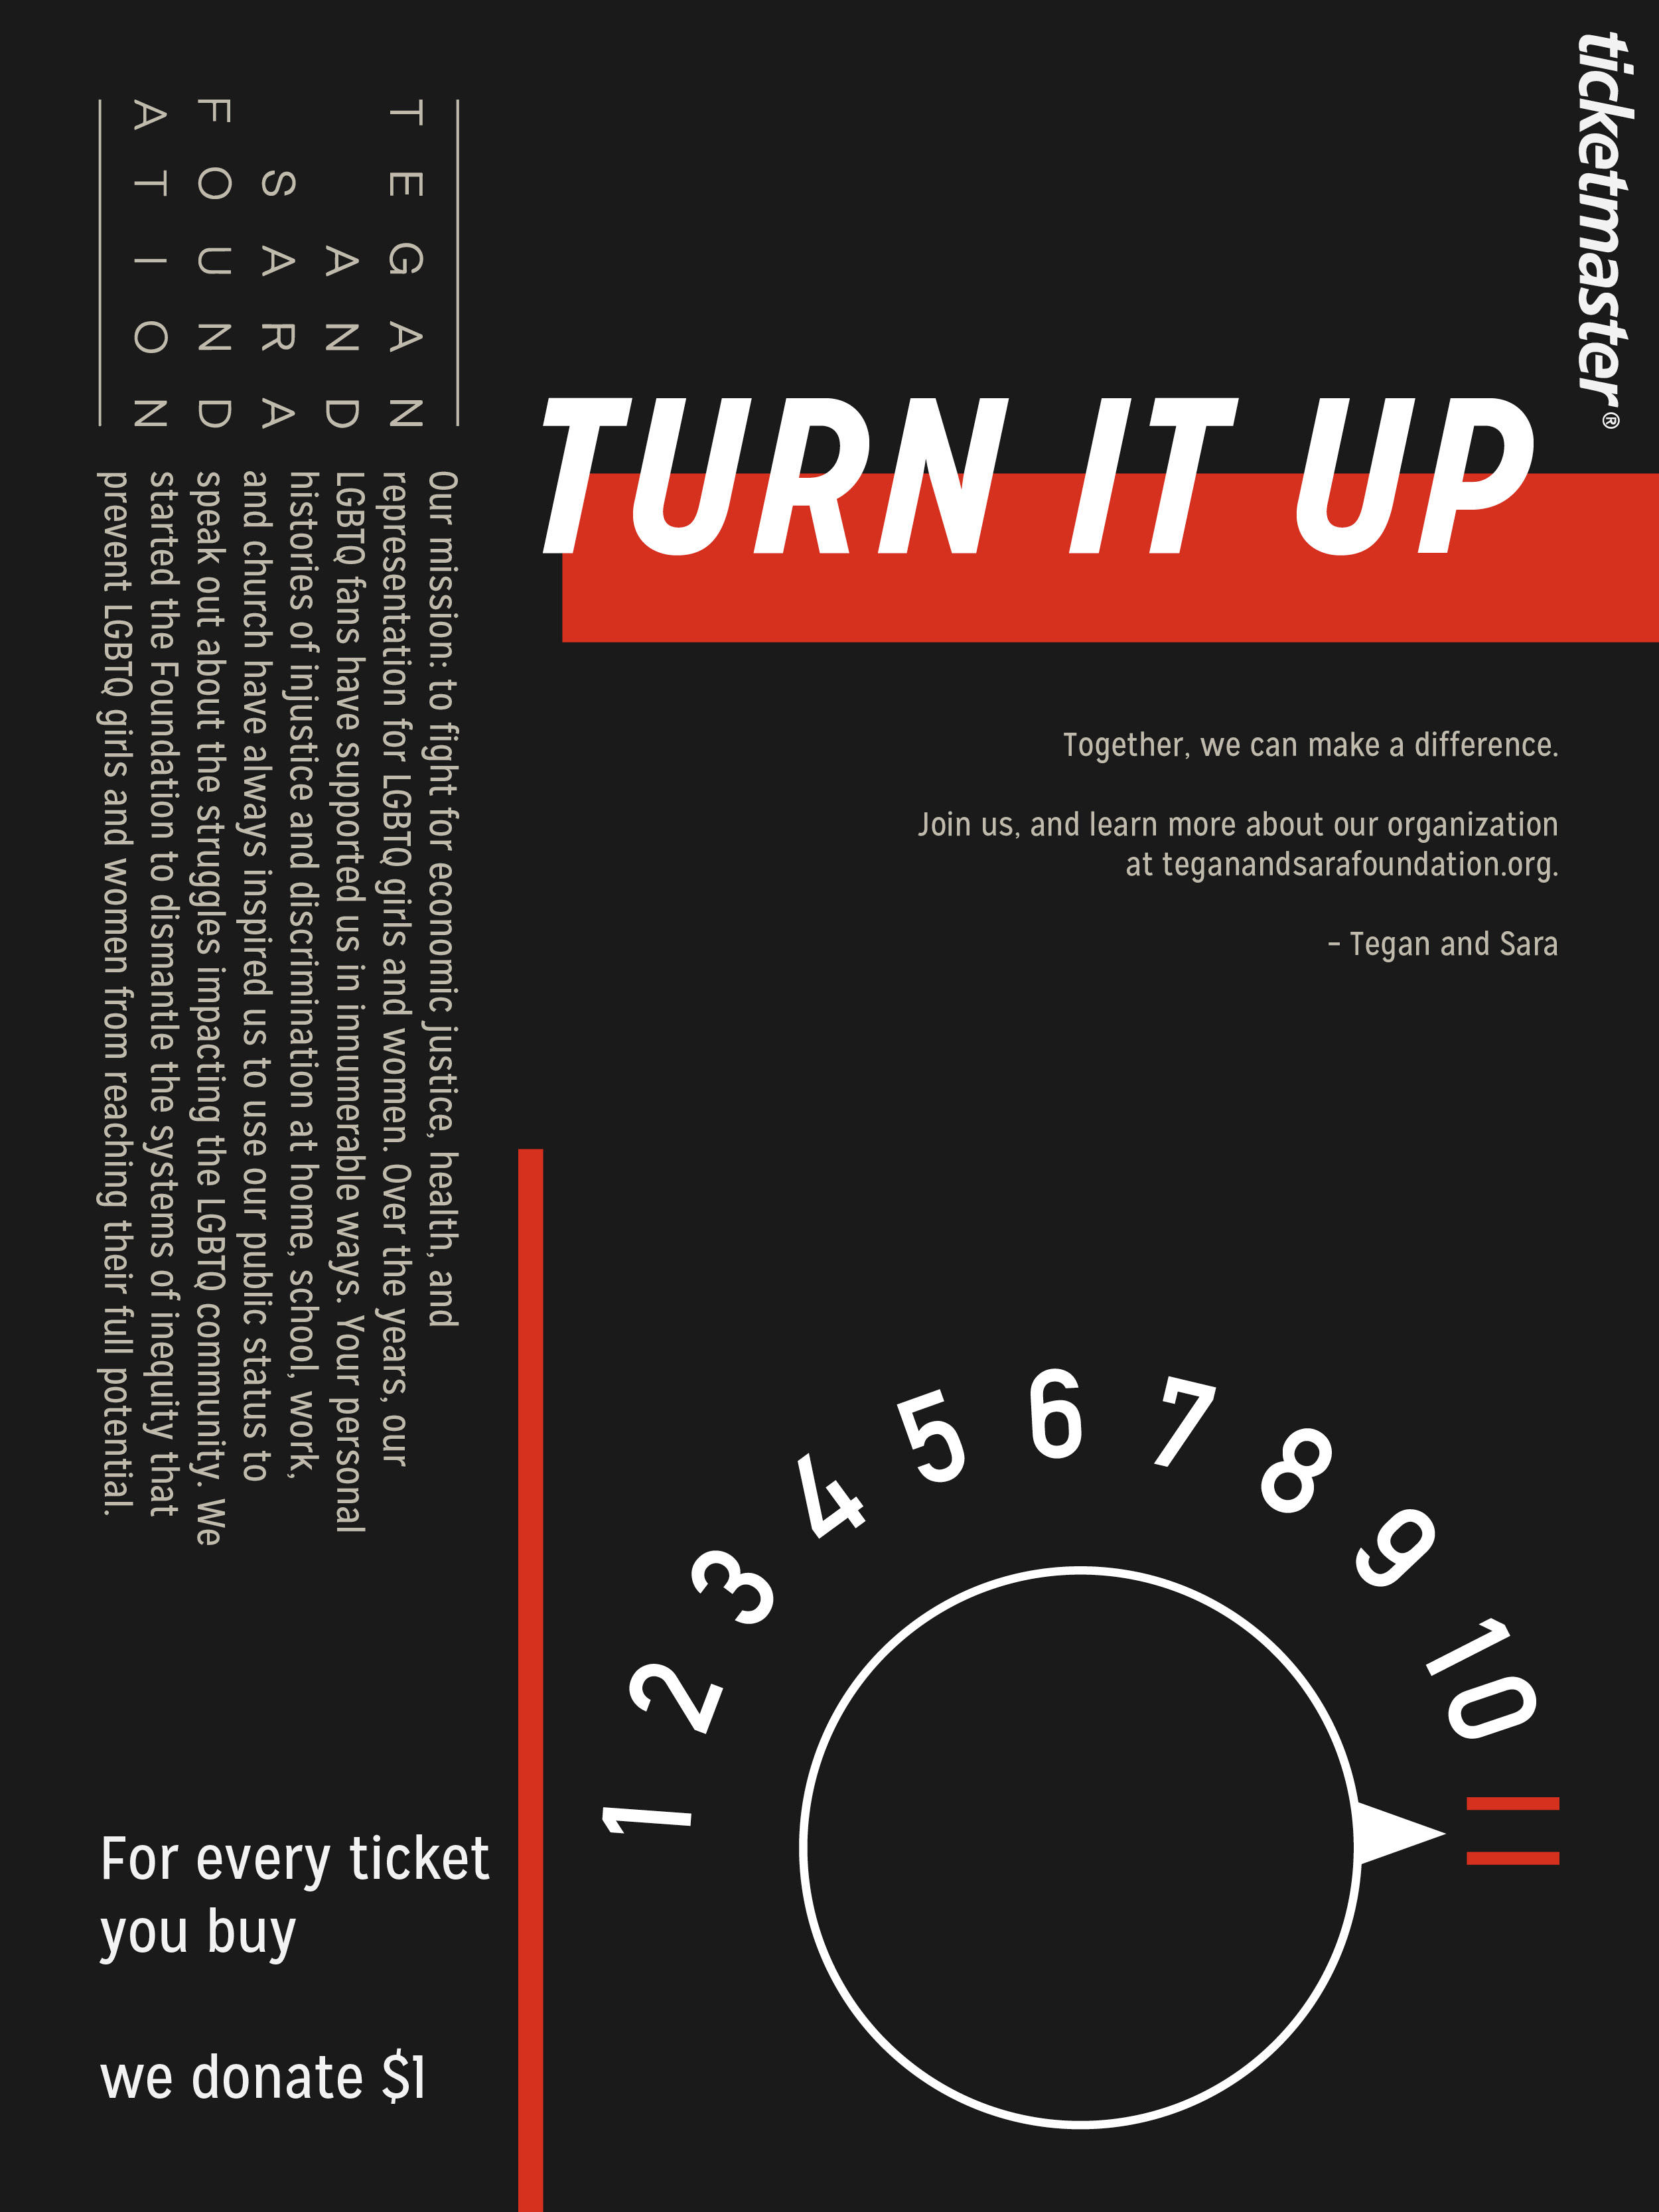 ticketmaster®
TURN IT UP
Together, we can make a difference.
Join us, and learn more about our organization
at teganandsarafoundation.org.
– Tegan and Sara
TEGAN
AND
SARA
FOUND
ATION
Our mission: to fight for economic justice, health, and
representation for LGBTQ girls and women. Over the years, our
LGBTQ fans have supported us in innumerable ways. Your personal
histories of injustice and discrimination at home, school, work,
and church have always inspired us to use our public status to
speak out about the struggles impacting the LGBTQ community. We
started the Foundation to dismantle the systems of inequity that
prevent LGBTQ girls and women from reaching their full potential.
1 2 3 4 5 6 7 8 9 10 11
For every ticket
you buy
we donate $1